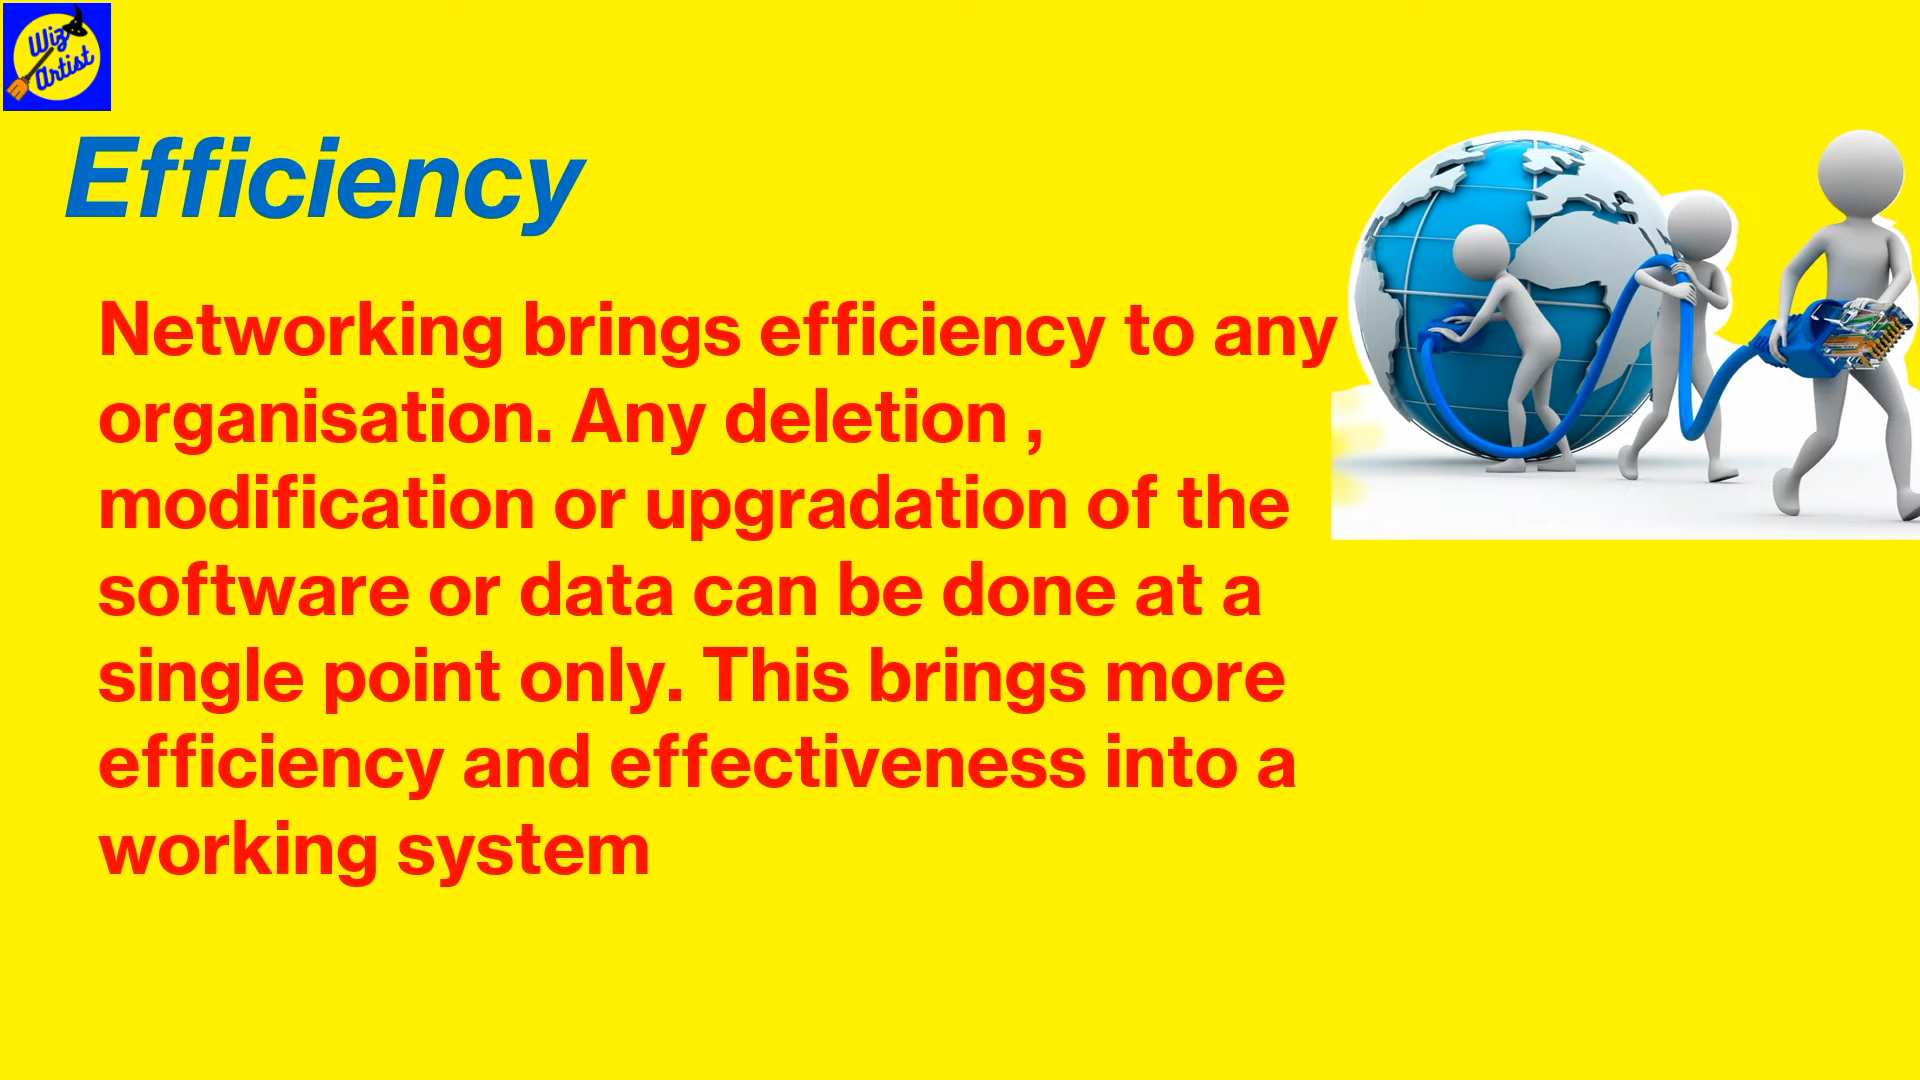 Wiz
Artist
Efficiency
Networking brings efficiency to any
organisation. Any deletion ,
modification or upgradation of the
software or data can be done at a
single point only. This brings more
efficiency and effectiveness into a
working system